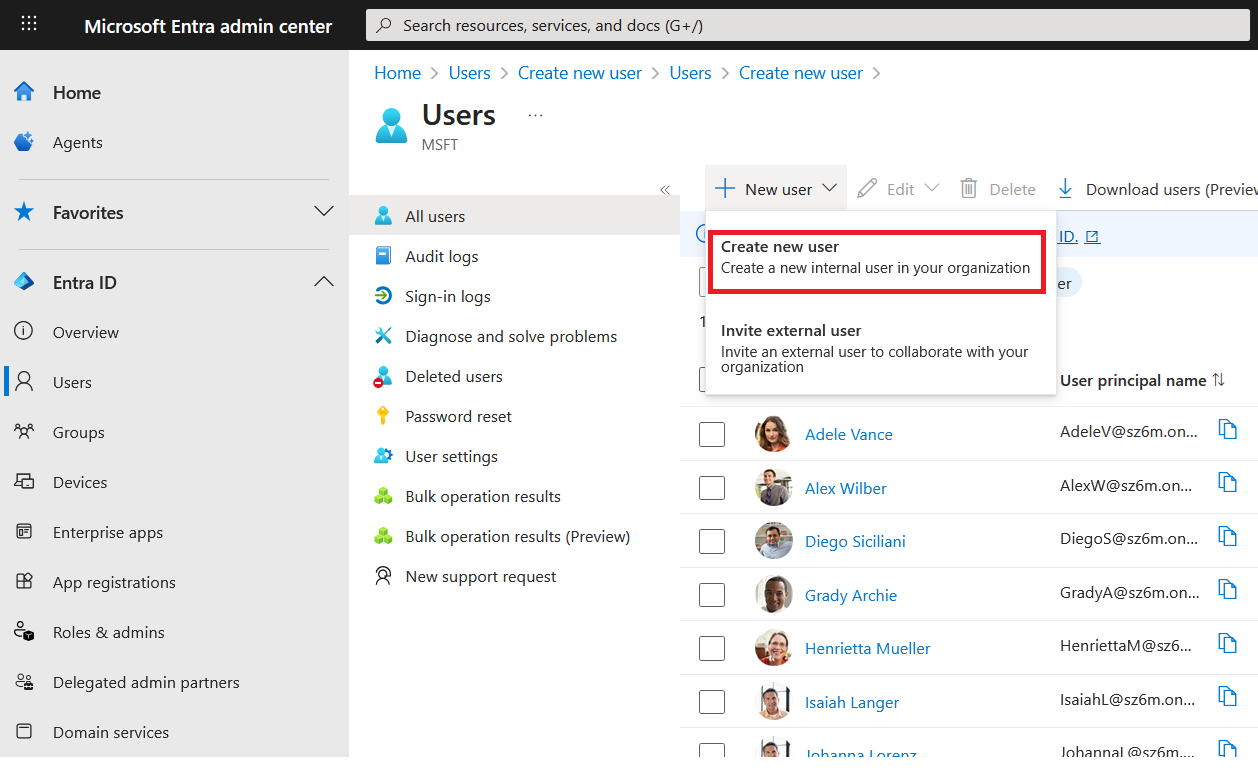 Microsoft Entra admin center
Search resources, services, and docs (G+/)
Home
Agents
Favorites
Entra ID
Overview
Users
Groups
Devices
Enterprise apps
App registrations
Roles & admins
Delegated admin partners
Domain services
Home > Users > Create new user > Users > Create new user >
Users ...
MSFT
All users
Audit logs
Sign-in logs
Diagnose and solve problems
Deleted users
Password reset
User settings
Bulk operation results
Bulk operation results (Preview)
New support request
New user Edit Delete Download users (Preview
ID.
Create new user
Create a new internal user in your organization
er
Invite external user
Invite an external user to collaborate with your
organization
User principal name
Adele Vance AdeleV@sz6m.on...
Alex Wilber AlexW@sz6m.on...
Diego Siciliani DiegoS@sz6m.on...
Grady Archie GradyA@sz6m.on...
Henrietta Mueller HenriettaM@sz6...
Isaiah Langer IsaiahL@sz6m.on...
Johanna Lorenz JohannaL@sz6m.on...